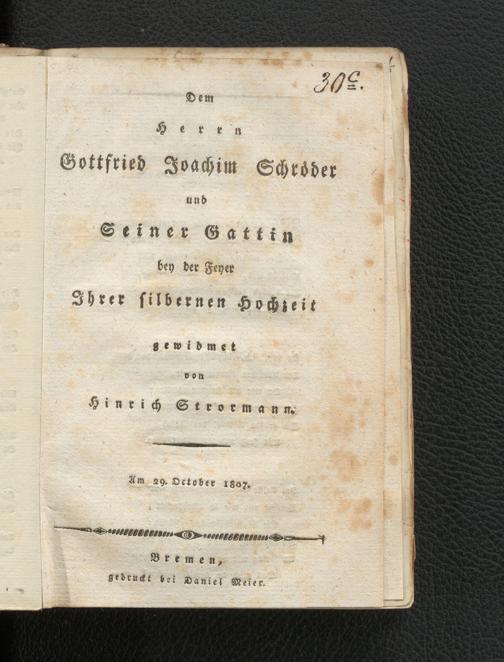 30c.
Dem
Herrn
Gottfried Joachim Schröder
und
Seiner Gattin
bey der Feyer
Ihrer silbernen Hochzeit
gewidmet
von
Hinrich Strormann.
Am 29. October 1807.
Bremen,
gedruckt bei Daniel Meier.